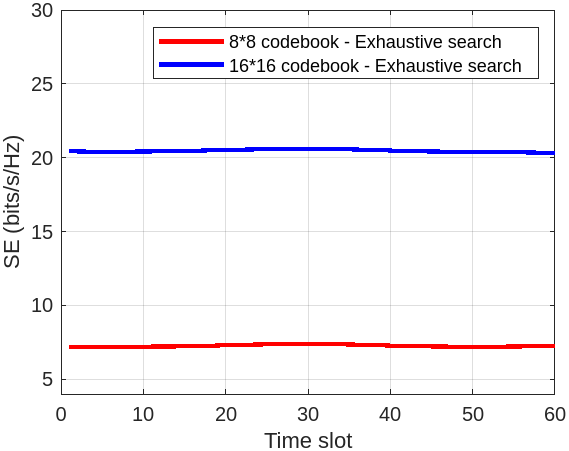 30
25
20
15
10
5
0 10 20 30 40 50 60
SE (bits/s/Hz)
Time slot
8*8 codebook - Exhaustive search
16*16 codebook - Exhaustive search